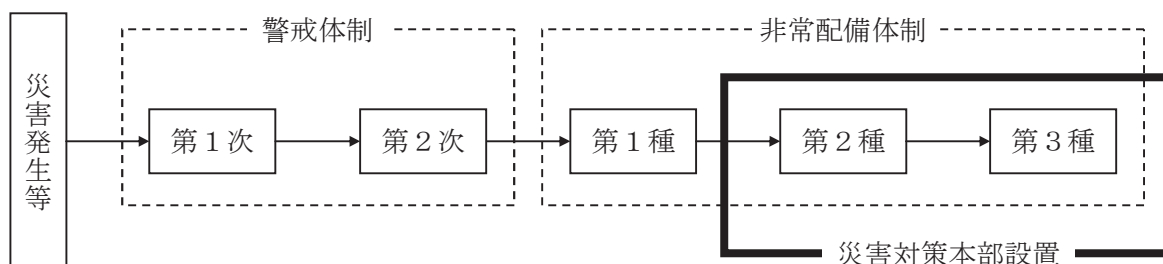 警戒体制
非常配備体制
災害発生等
第1次
第2次
第1種
第2種
第3種
災害対策本部設置